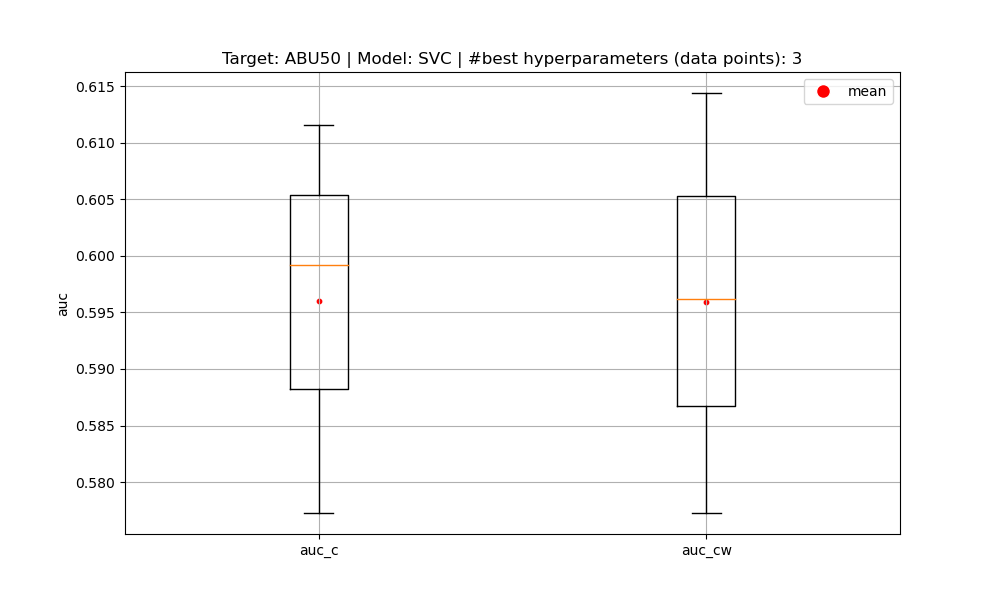 Target: ABU50 | Model: SVC | #best hyperparameters (data points): 3
mean
auc
0.615
0.610
0.605
0.600
0.595
0.590
0.585
0.580
auc_c
auc_cw